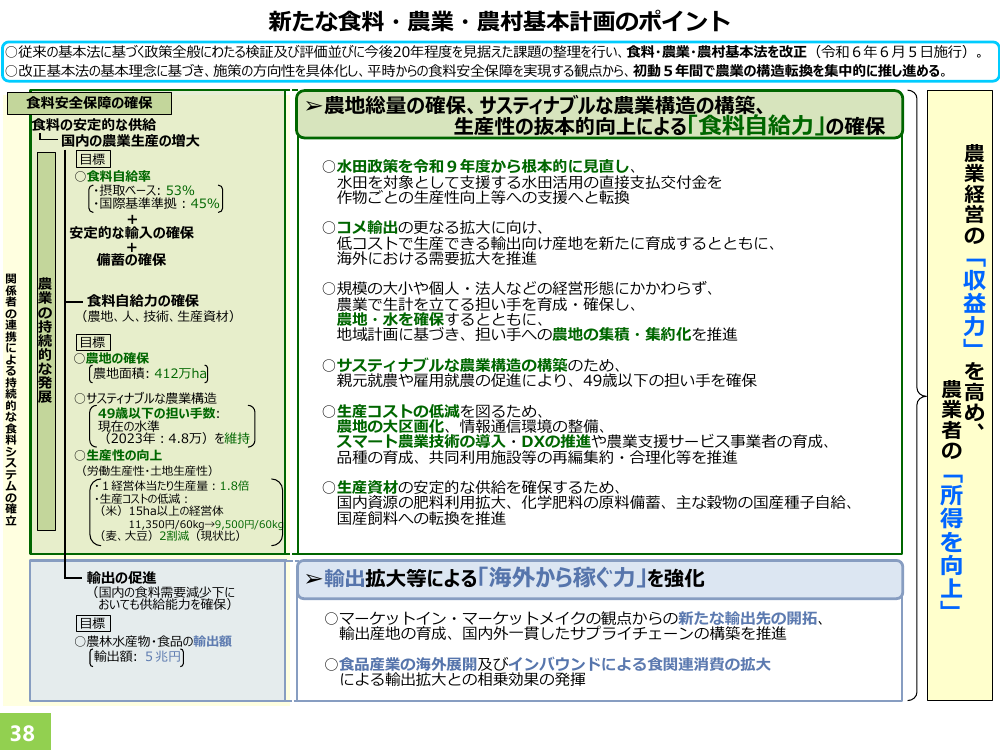 新たな食料・農業・農村基本計画のポイント
○従来の基本法に基づく政策全般にわたる検証及び評価並びに今後20年程度を見据えた課題の整理を行い、食料・農業・農村基本法を改正（令和６年６月５日施行）。
○改正基本法の基本理念に基づき、施策の方向性を具体化し、平時からの食料安全保障を実現する観点から、初動５年間で農業の構造転換を集中的に推し進める。
関係者の連携による持続的な食料システムの確立
食料安全保障の確保
食料の安定的な供給
国内の農業生産の増大
農業の持続的な発展
目標
○食料自給率
・摂取ベース: 53%
・国際基準準拠 : 45%
＋
安定的な輸入の確保
＋
備蓄の確保
食料自給力の確保
（農地、人、技術、生産資材）
目標
○農地の確保
農地面積: 412万ha
○サスティナブルな農業構造
49歳以下の担い手数:
現在の水準
（2023年：4.8万）を維持
○生産性の向上
（労働生産性・土地生産性）
・１経営体当たり生産量：1.8倍
・生産コストの低減：
（米）15ha以上の経営体
11,350円/60kg→9,500円/60kg
（麦、大豆）2割減（現状比）
輸出の促進
（国内の食料需要減少下に
おいても供給能力を確保）
目標
○農林水産物・食品の輸出額
輸出額: ５兆円
➢農地総量の確保、サスティナブルな農業構造の構築、
生産性の抜本的向上による「食料自給力」の確保
○水田政策を令和９年度から根本的に見直し、
水田を対象として支援する水田活用の直接支払交付金を
作物ごとの生産性向上等への支援へと転換
○コメ輸出の更なる拡大に向け、
低コストで生産できる輸出向け産地を新たに育成するとともに、
海外における需要拡大を推進
○規模の大小や個人・法人などの経営形態にかかわらず、
農業で生計を立てる担い手を育成・確保し、
農地・水を確保するとともに、
地域計画に基づき、担い手への農地の集積・集約化を推進
○サスティナブルな農業構造の構築のため、
親元就農や雇用就農の促進により、49歳以下の担い手を確保
○生産コストの低減を図るため、
農地の大区画化、情報通信環境の整備、
スマート農業技術の導入・DXの推進や農業支援サービス事業者の育成、
品種の育成、共同利用施設等の再編集約・合理化等を推進
○生産資材の安定的な供給を確保するため、
国内資源の肥料利用拡大、化学肥料の原料備蓄、主な穀物の国産種子自給、
国産飼料への転換を推進
➢輸出拡大等による「海外から稼ぐ力」を強化
○マーケットイン・マーケットメイクの観点からの新たな輸出先の開拓、
輸出産地の育成、国内外一貫したサプライチェーンの構築を推進
○食品産業の海外展開及びインバウンドによる食関連消費の拡大
による輸出拡大との相乗効果の発揮
農業経営の「収益力」を高め、
農業者の「所得を向上」
38